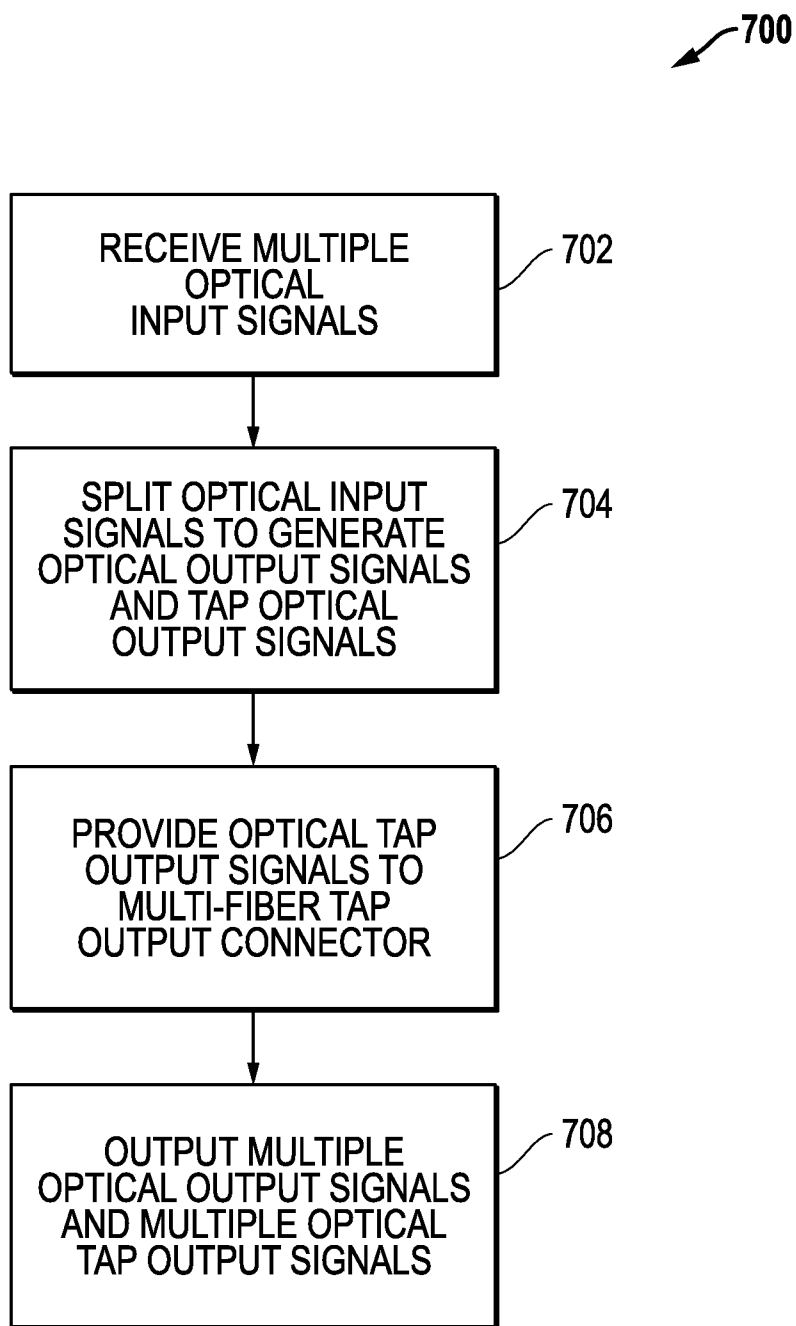 700
RECEIVE MULTIPLE
OPTICAL
INPUT SIGNALS
702
SPLIT OPTICAL INPUT
SIGNALS TO GENERATE
OPTICAL OUTPUT SIGNALS
AND TAP OPTICAL
OUTPUT SIGNALS
704
PROVIDE OPTICAL TAP
OUTPUT SIGNALS TO
MULTI-FIBER TAP
OUTPUT CONNECTOR
706
OUTPUT MULTIPLE
OPTICAL OUTPUT SIGNALS
AND MULTIPLE OPTICAL
TAP OUTPUT SIGNALS
708